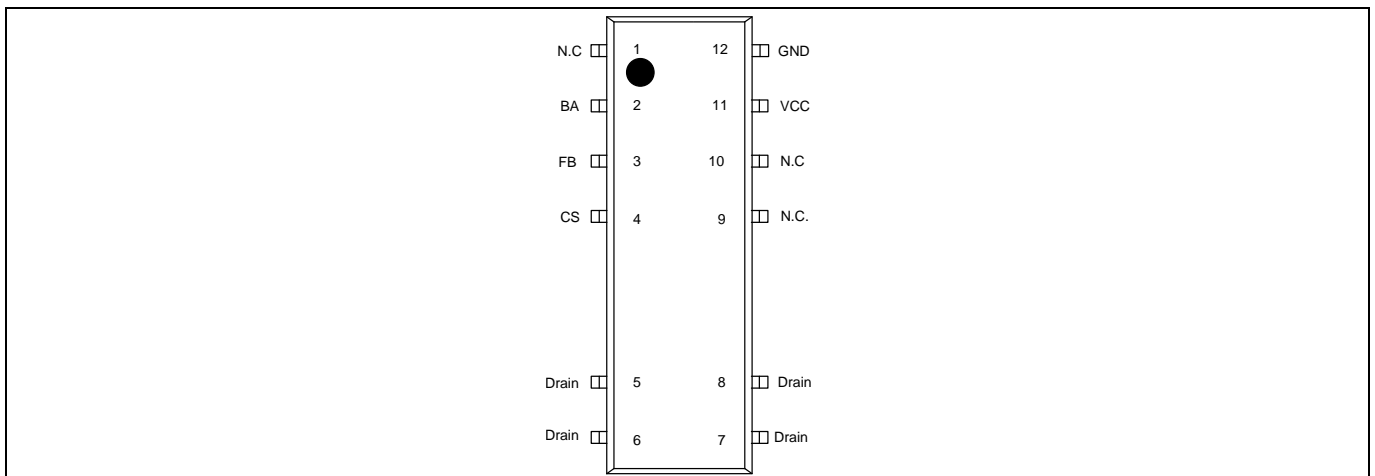 N.C 1 12 GND
BA 2 11 VCC
FB 3 10 N.C
CS 4 9 N.C.
Drain 5 8 Drain
Drain 6 7 Drain